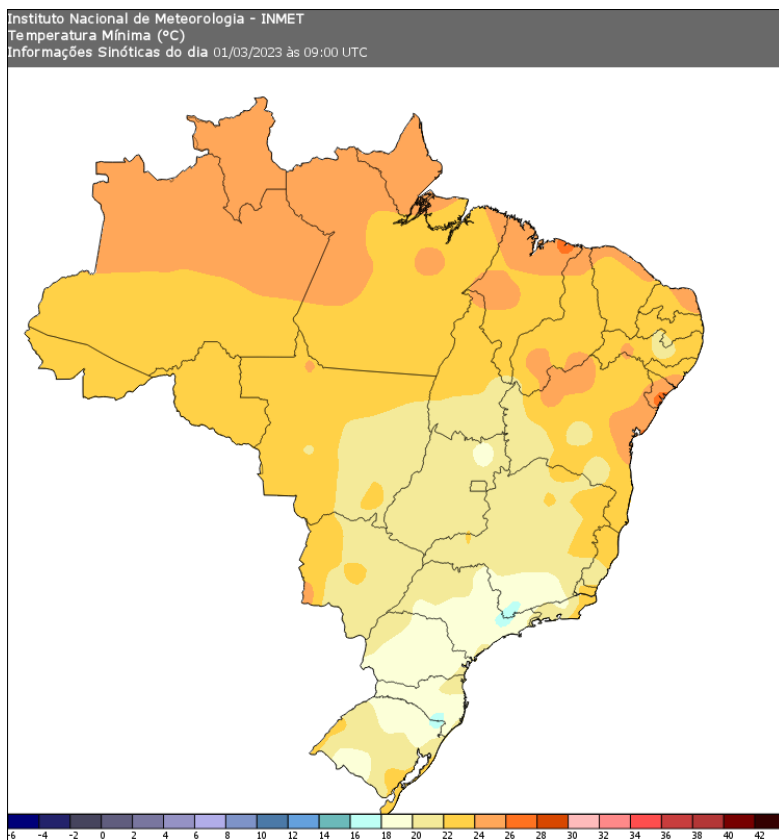 Instituto Nacional de Meteorologia - INMET
Temperatura Mínima (°C)
Informações Sinóticas do dia 01/03/2023 às 09:00 UTC
-6 -4 -2 0 2 4 6 8 10 12 14 16 18 20 22 24 26 28 30 32 34 36 38 40 42